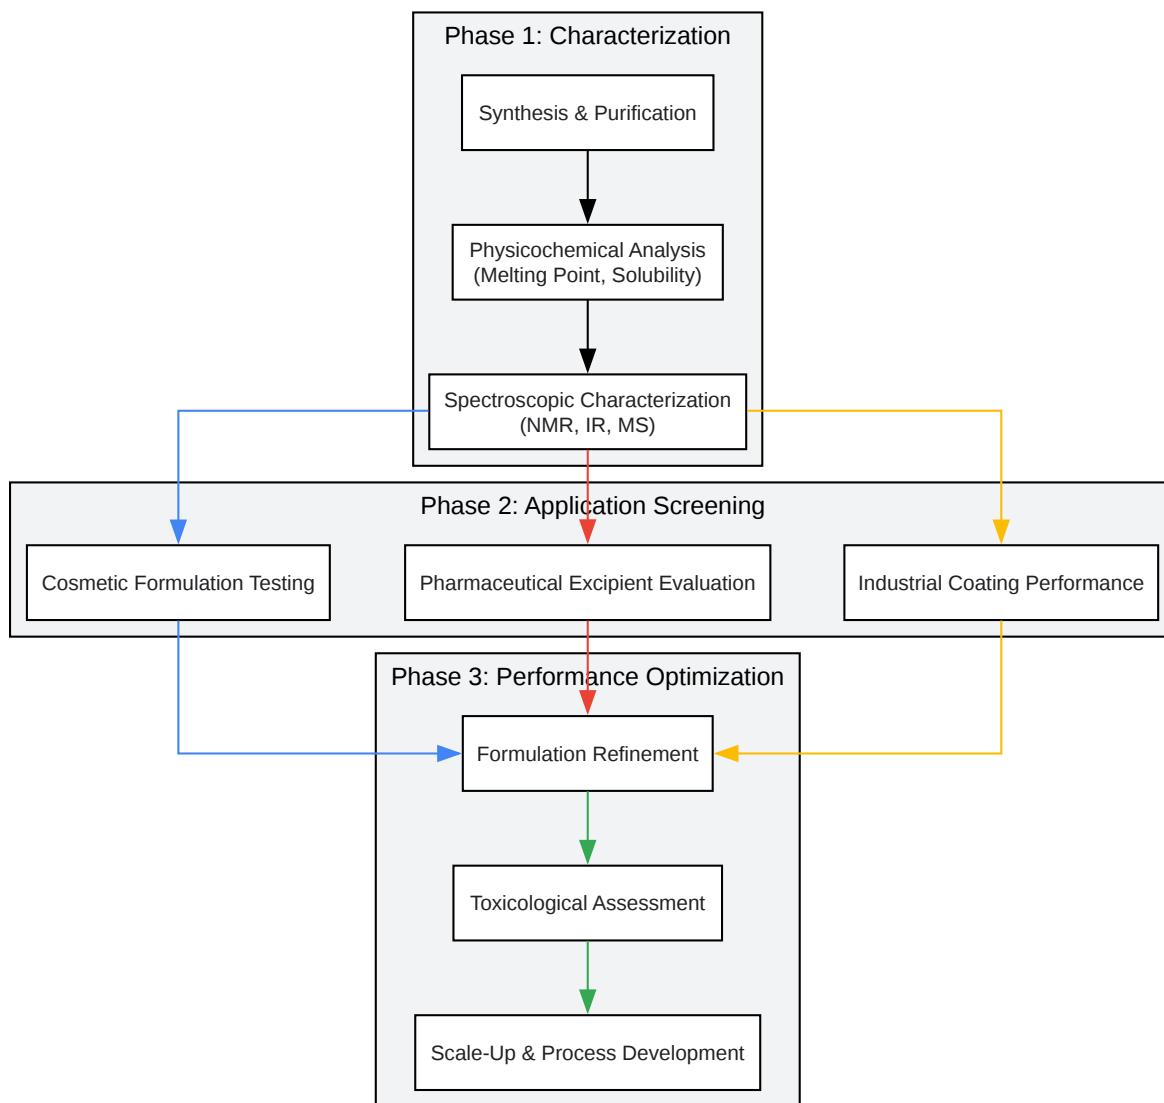 Phase 1: Characterization
Synthesis & Purification
Physicochemical Analysis
(Melting Point, Solubility)
Spectroscopic Characterization
(NMR, IR, MS)
Phase 2: Application Screening
Cosmetic Formulation Testing
Pharmaceutical Excipient Evaluation
Industrial Coating Performance
Phase 3: Performance Optimization
Formulation Refinement
Toxicological Assessment
Scale-Up & Process Development